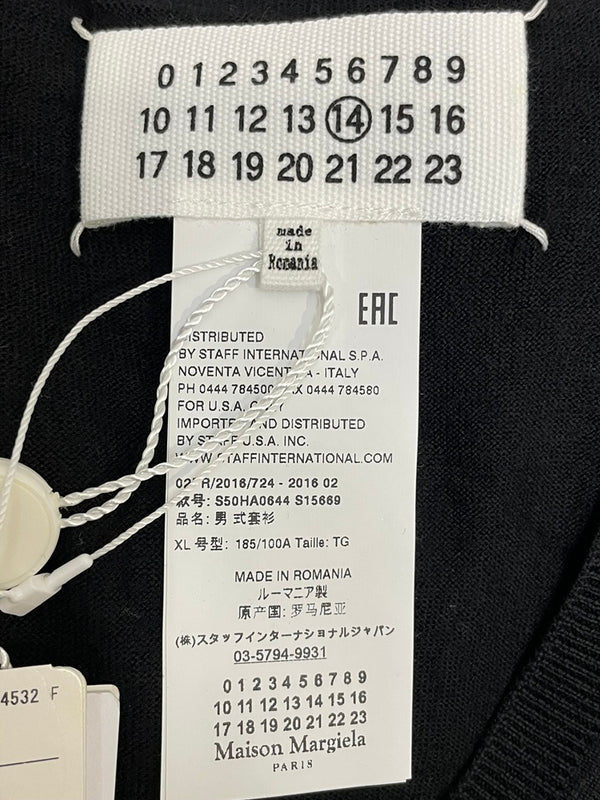 0 1 2 3 4 5 6 7 8 9
10 11 12 13 14 15 16
17 18 19 20 21 22 23
made
in
Romania
EAC
DISTRIBUTED
BY STAFF INTERNATIONAL S.P.A.
NOVENTA VICENTINA - ITALY
PH 0444 784500 FAX 0444 784580
FOR U.S.A. ONLY
IMPORTED AND DISTRIBUTED
BY STAFF U.S.A. INC.
WWW.STAFFINTERNATIONAL.COM
/2016/724 - 2016 02
款号: S50HA0644 S15669
品名: 男 式套衫
XL 号型: 185/100A Taille: TG
MADE IN ROMANIA
ルーマニア製
原产国: 罗马尼亚
(株)スタッフインターナショナルジャパン
03-5794-9931
0 1 2 3 4 5 6 7 8 9
10 11 12 13 14 15 16
17 18 19 20 21 22 23
Maison Margiela
PARIS
4532 F